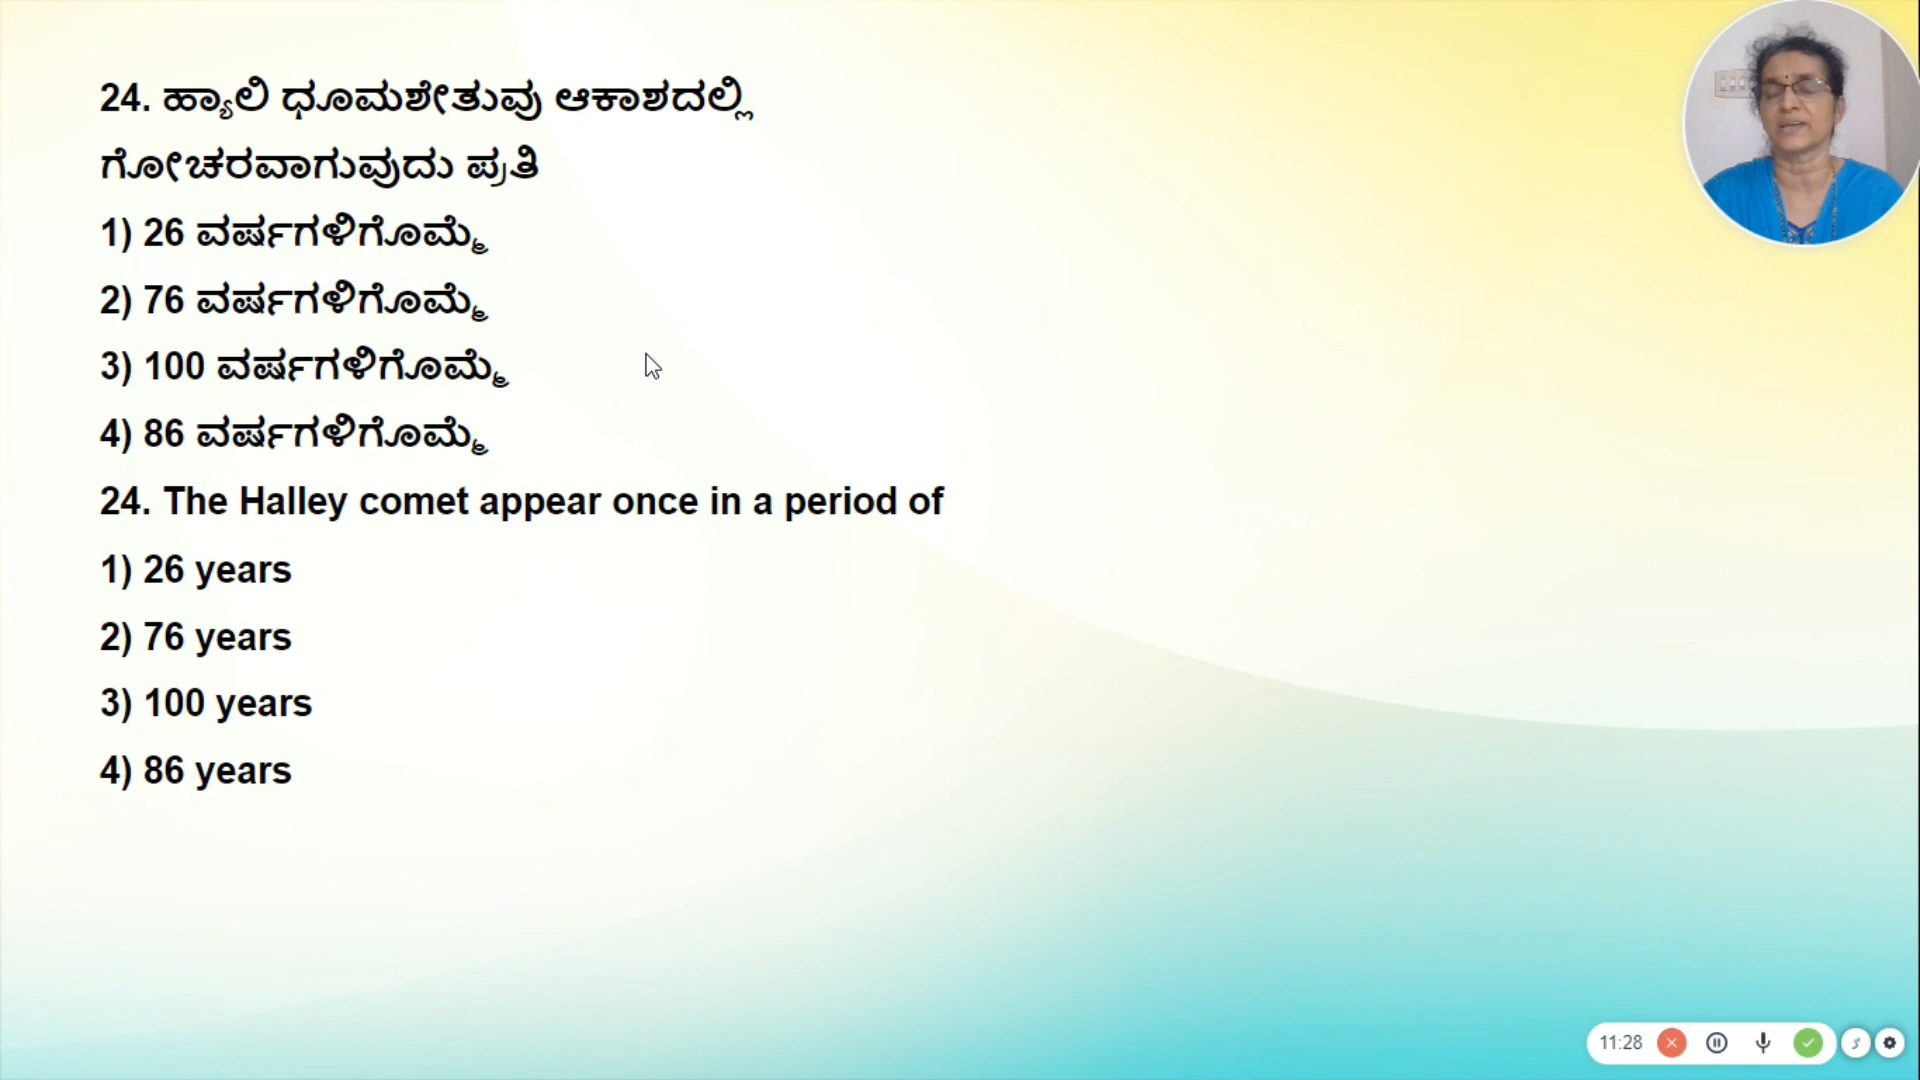 24. ಹ್ಯಾಲಿ ಧೂಮಶೇತುವು ಆಕಾಶದಲ್ಲಿ
ಗೋಚರವಾಗುವುದು ಪ್ರತಿ
1) 26 ವರ್ಷಗಳಿಗೊಮ್ಮೆ
2) 76 ವರ್ಷಗಳಿಗೊಮ್ಮೆ
3) 100 ವರ್ಷಗಳಿಗೊಮ್ಮೆ
4) 86 ವರ್ಷಗಳಿಗೊಮ್ಮೆ
24. The Halley comet appear once in a period of
1) 26 years
2) 76 years
3) 100 years
4) 86 years
11:28